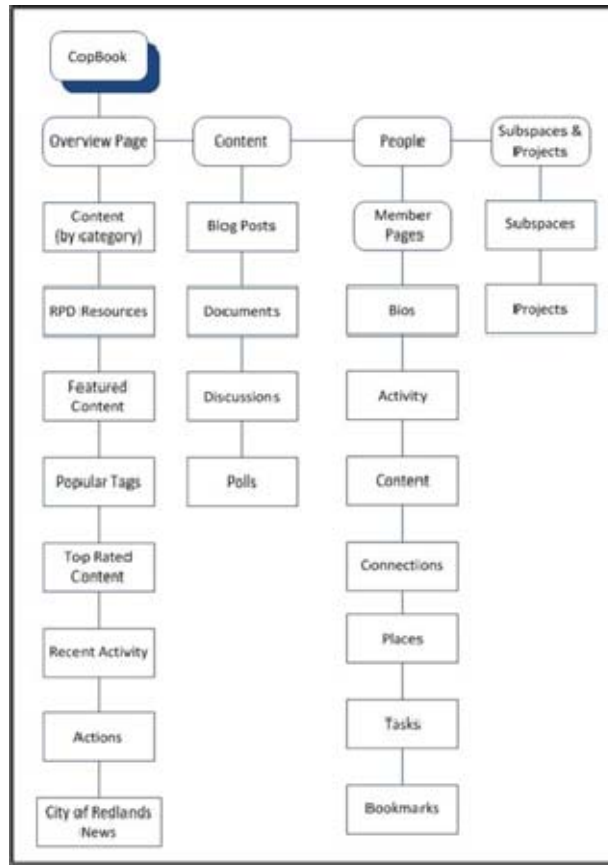 CopBook
Overview Page
Content
People
Subspaces &
Projects
Content
(by category)
RPD Resources
Featured
Content
Popular Tags
Top Rated
Content
Recent Activity
Actions
City of Redlands
News
Blog Posts
Documents
Discussions
Polls
Member
Pages
Bios
Activity
Content
Connections
Places
Tasks
Bookmarks
Subspaces
Projects